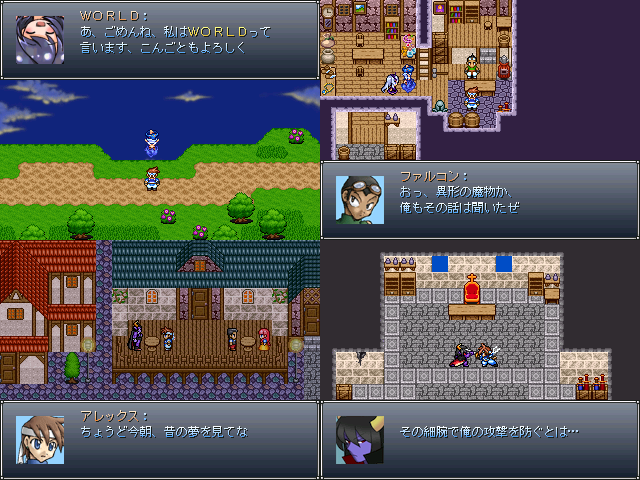 WORLD：
あ、ごめんね、私はWORLDって
言います、こんごともよろしく
ファルコン：
おっ、異形の魔物か、
俺もその話は聞いたぜ
アレックス：
ちょうど今朝、昔の夢を見てな
その細腕で俺の攻撃を防ぐとは…